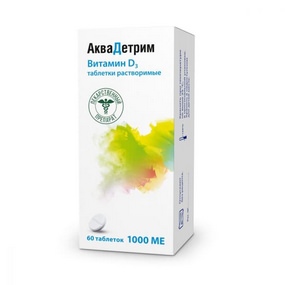 АкваДетрим
Витамин D₃
таблетки растворимые
ЛЕКАРСТВЕННЫЙ
ПРЕПАРАТ
60 таблеток 1000 МЕ